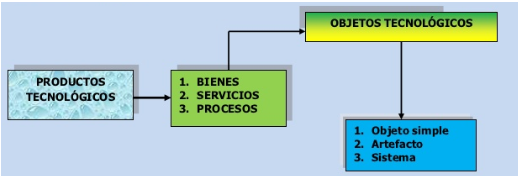 PRODUCTOS
TECNOLÓGICOS
1. BIENES
2. SERVICIOS
3. PROCESOS
OBJETOS TECNOLÓGICOS
1. Objeto simple
2. Artefacto
3. Sistema